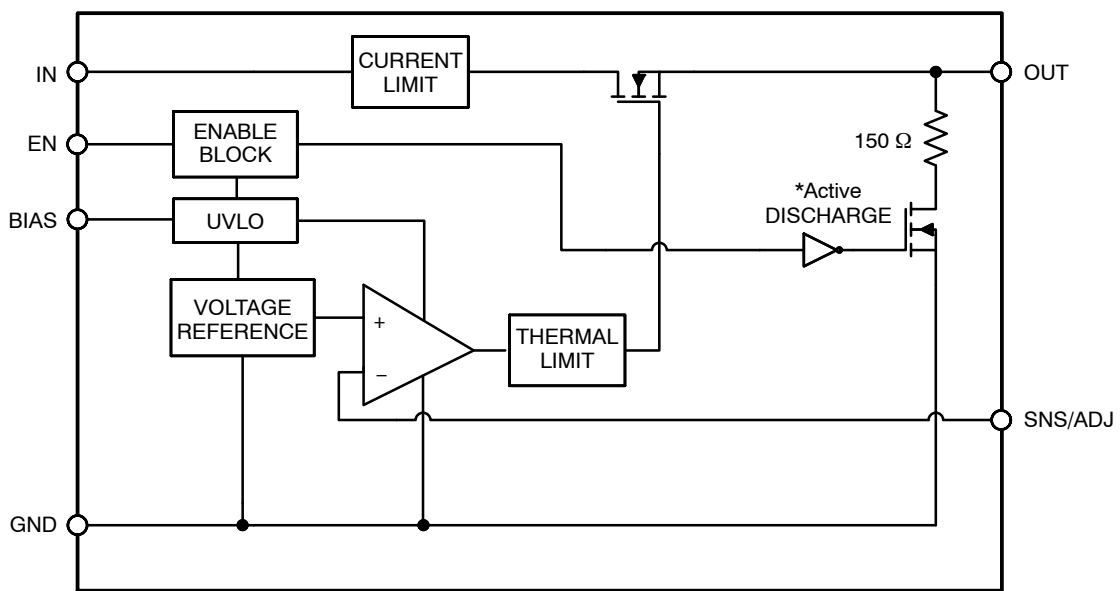 IN
CURRENT
LIMIT
OUT
EN
ENABLE
BLOCK
150 Ω
*Active
DISCHARGE
BIAS
UVLO
VOLTAGE
REFERENCE
+
−
THERMAL
LIMIT
SNS/ADJ
GND